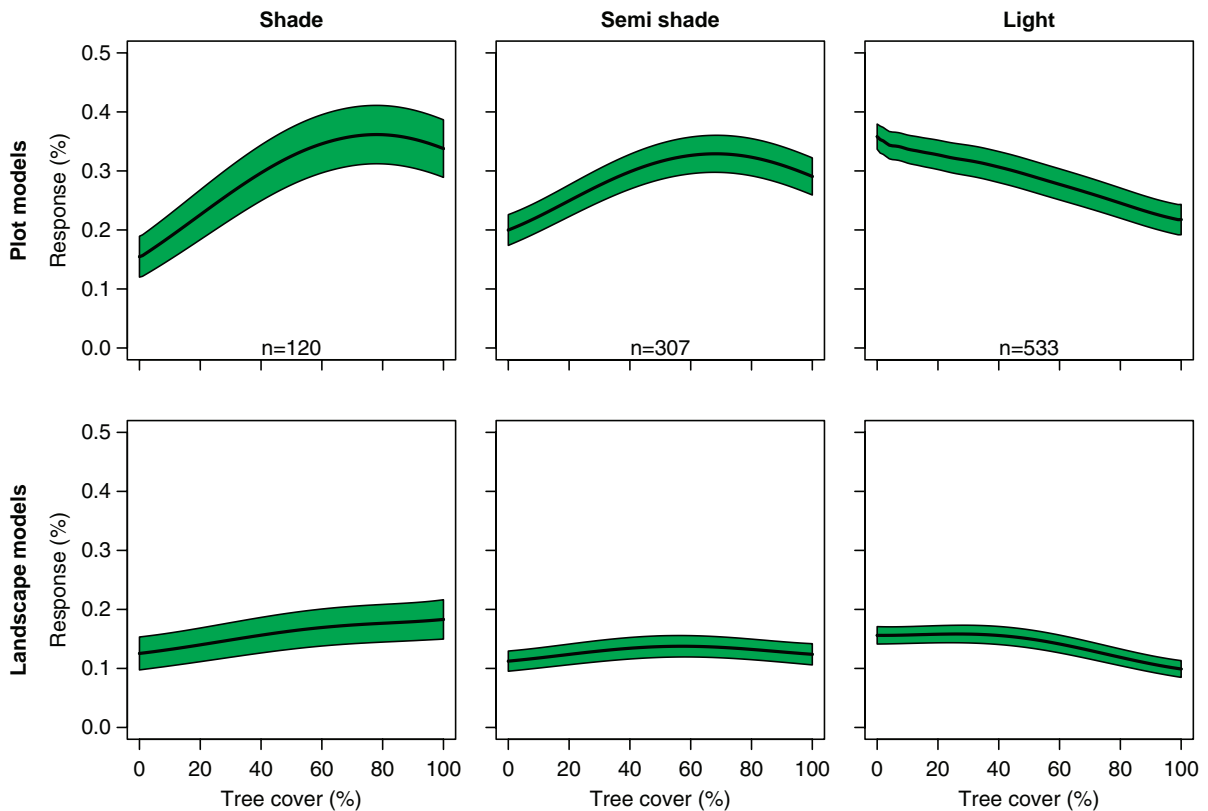 Shade Semi shade Light
Plot models
Response (%)
0.5
0.4
0.3
0.2
0.1
0.0
n=120 n=307 n=533
Landscape models
Response (%)
0.5
0.4
0.3
0.2
0.1
0.0
0 20 40 60 80 100 0 20 40 60 80 100 0 20 40 60 80 100
Tree cover (%) Tree cover (%) Tree cover (%)